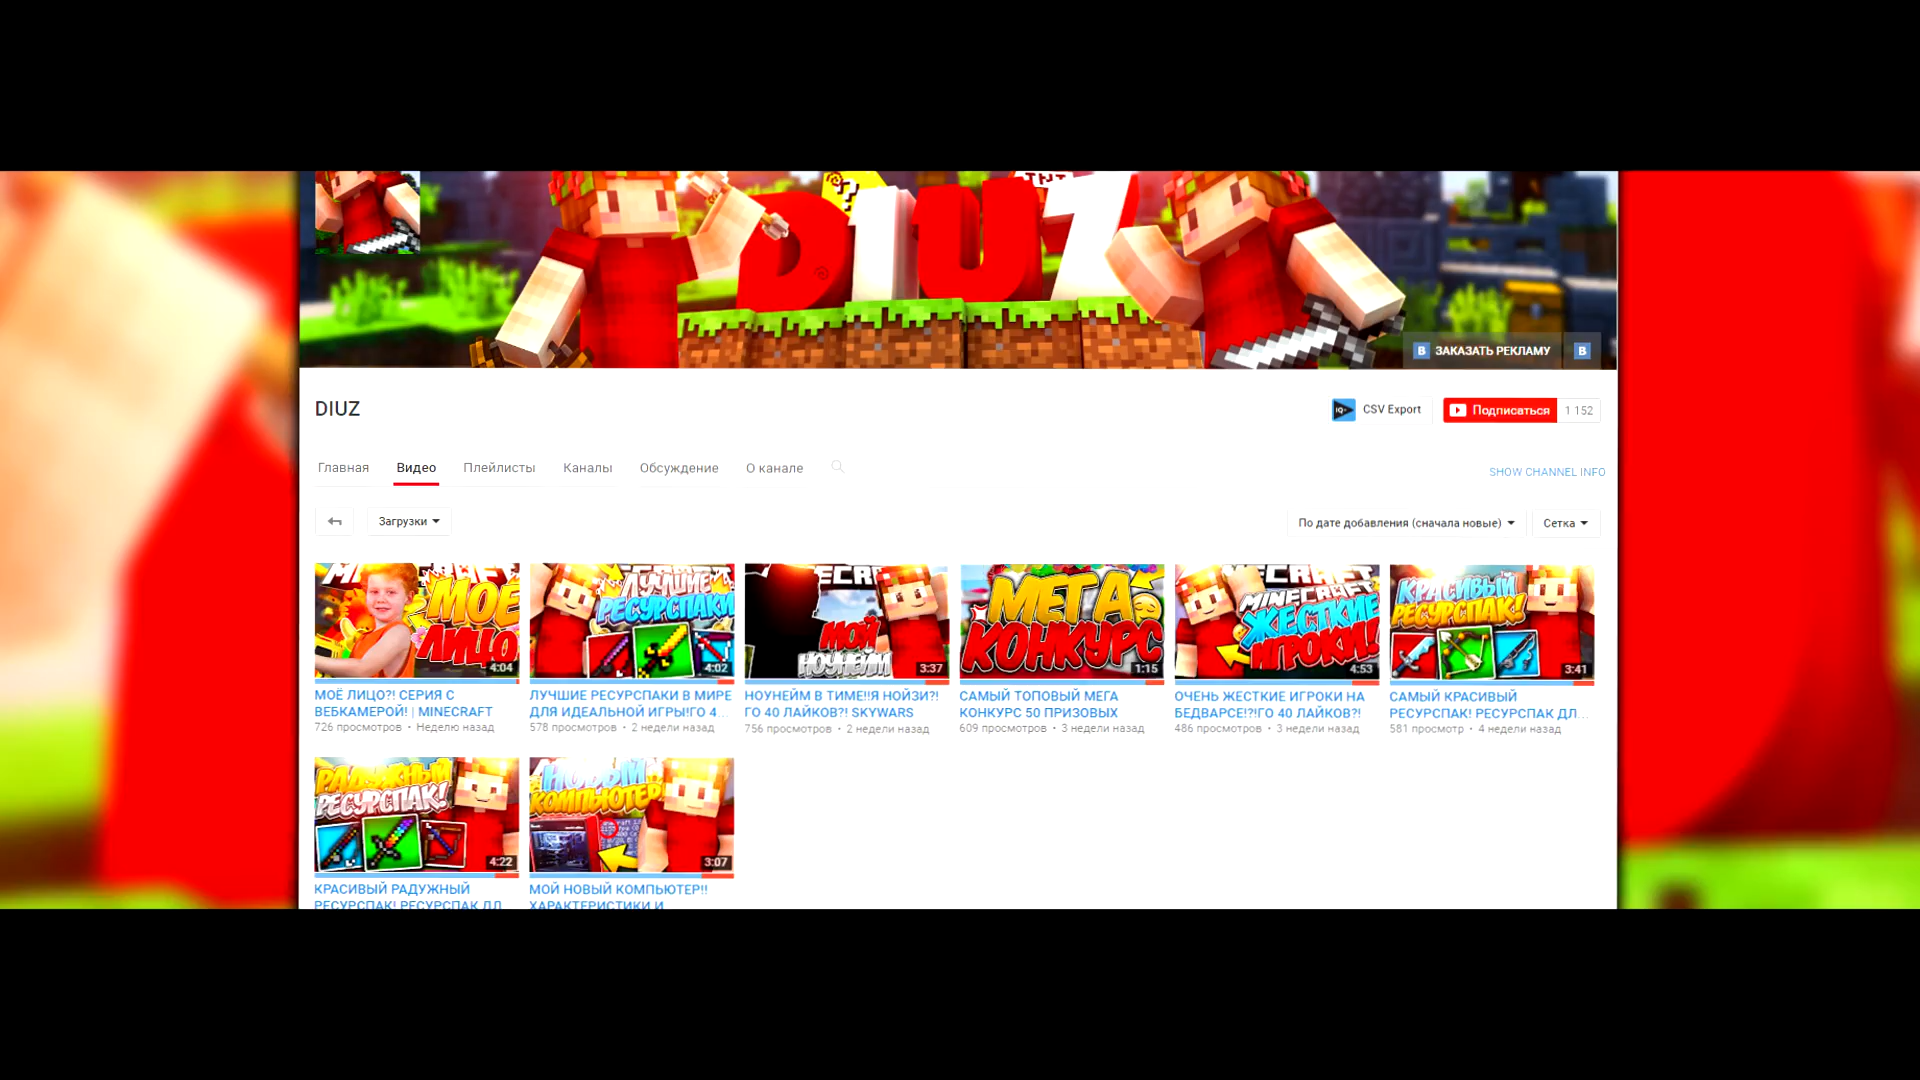 DIUZ
В ЗАКАЗАТЬ РЕКЛАМУ В
DIUZ
CSV Export
Подписаться 1 152
Главная Видео Плейлисты Каналы Обсуждение О канале
SHOW CHANNEL INFO
Загрузки
По дате добавления (сначала новые) Сетка
МОЕ
ЛИЦО
4:04
ЛУЧШИЕ
РЕСУРСПАКИ
4:02
МОЙ
НОУНЕЙМ
3:37
МЕГА
КОНКУРС
1:15
MINECRAFT
ЖЕСТКИЕ
ИГРОКИ!
4:53
КРАСИВЫЙ
РЕСУРСПАК!
3:41
МОЁ ЛИЦО?! СЕРИЯ С
ВЕБКАМЕРОЙ! | MINECRAFT
726 просмотров • Неделю назад
ЛУЧШИЕ РЕСУРСПАКИ В МИРЕ
ДЛЯ ИДЕАЛЬНОЙ ИГРЫ!ГО 4...
578 просмотров • 2 недели назад
НОУНЕЙМ В ТИМЕ!!Я НОЙЗИ?!
ГО 40 ЛАЙКОВ?! SKYWARS
756 просмотров • 2 недели назад
САМЫЙ ТОПОВЫЙ МЕГА
КОНКУРС 50 ПРИЗОВЫХ
609 просмотров • 3 недели назад
ОЧЕНЬ ЖЕСТКИЕ ИГРОКИ НА
БЕДВАРСЕ!?!ГО 40 ЛАЙКОВ?!
486 просмотров • 3 недели назад
САМЫЙ КРАСИВЫЙ
РЕСУРСПАК! РЕСУРСПАК ДЛ...
581 просмотр • 4 недели назад
РАДУЖНЫЙ
РЕСУРСПАК!
4:22
НОВЫЙ
КОМПЬЮТЕР
3:07
КРАСИВЫЙ РАДУЖНЫЙ
РЕСУРСПАК! РЕСУРСПАК ДЛ
МОЙ НОВЫЙ КОМПЬЮТЕР!!
ХАРАКТЕРИСТИКИ И